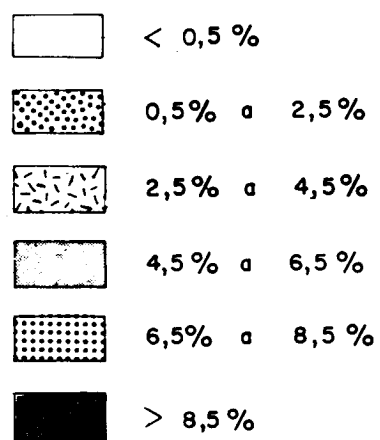 < 0,5 %
0,5% a 2,5%
2,5% a 4,5%
4,5% a 6,5 %
6,5% a 8,5 %
> 8,5 %